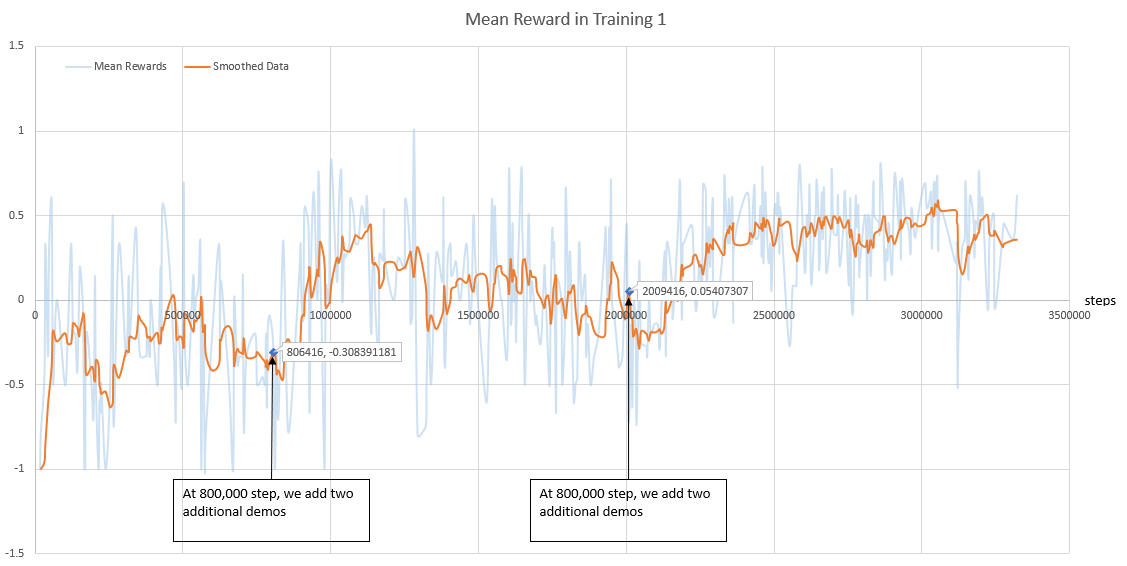 Mean Reward in Training 1
1.5
Mean Rewards
Smoothed Data
1
0.5
0
2009416, 0.05407307
steps
0
500000
1000000
1500000
2000000
2500000
3000000
3500000
806416, -0.308391181
-0.5
-1
At 800,000 step, we add two
additional demos
At 800,000 step, we add two
additional demos
-1.5